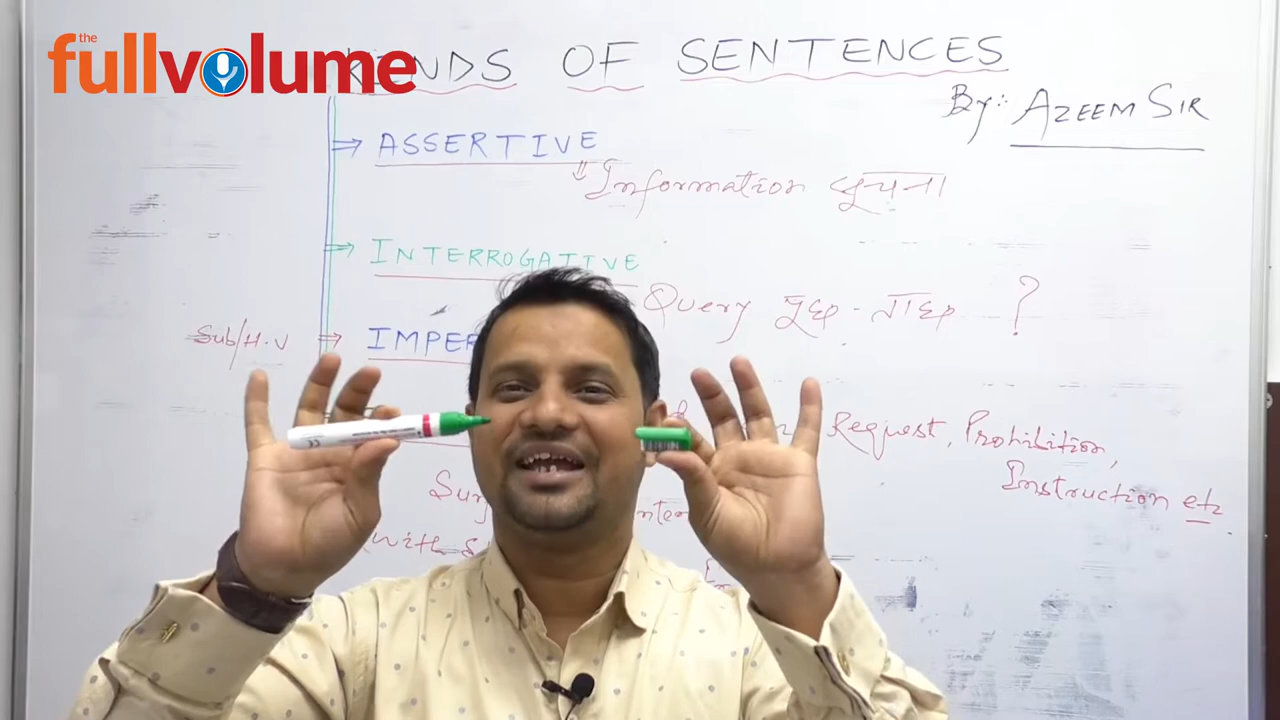 the
fullvolume
KINDS OF SENTENCES
By:- AZEEM SIR
ASSERTIVE
Information सूचना
INTERROGATIVE
Query पूछ-ताछ ?
Sub/H.V IMPER
Request, Prohibition,
Instruction etc
with